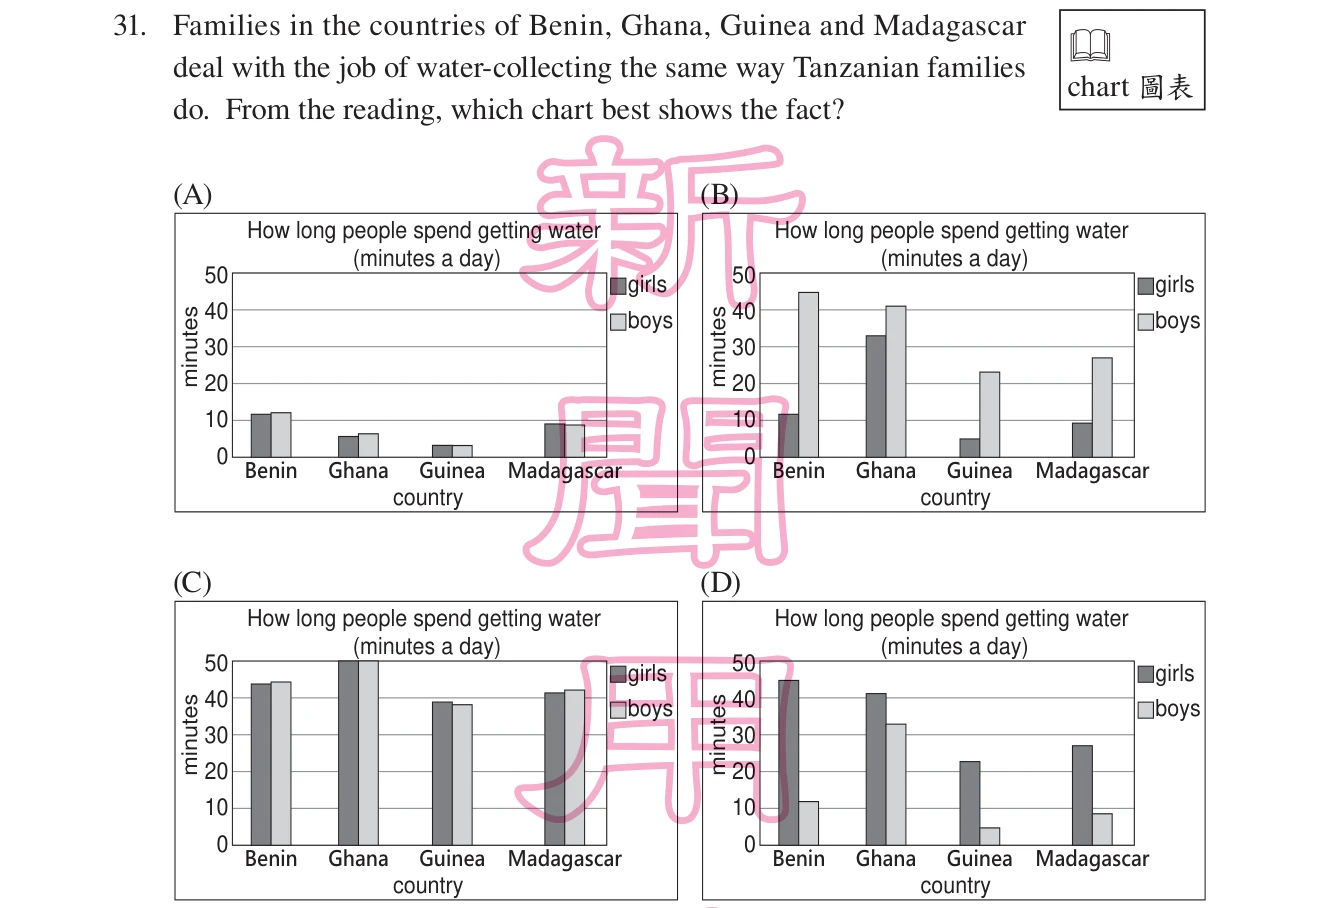 31. Families in the countries of Benin, Ghana, Guinea and Madagascar
deal with the job of water-collecting the same way Tanzanian families
do. From the reading, which chart best shows the fact?
chart 圖表
(A)
How long people spend getting water
(minutes a day)
50
40
30
20
10
0
minutes
girls
boys
Benin Ghana Guinea Madagascar
country
(B)
How long people spend getting water
(minutes a day)
50
40
30
20
10
0
minutes
girls
boys
Benin Ghana Guinea Madagascar
country
(C)
How long people spend getting water
(minutes a day)
50
40
30
20
10
0
minutes
girls
boys
Benin Ghana Guinea Madagascar
country
(D)
How long people spend getting water
(minutes a day)
50
40
30
20
10
0
minutes
girls
boys
Benin Ghana Guinea Madagascar
country
新聞用